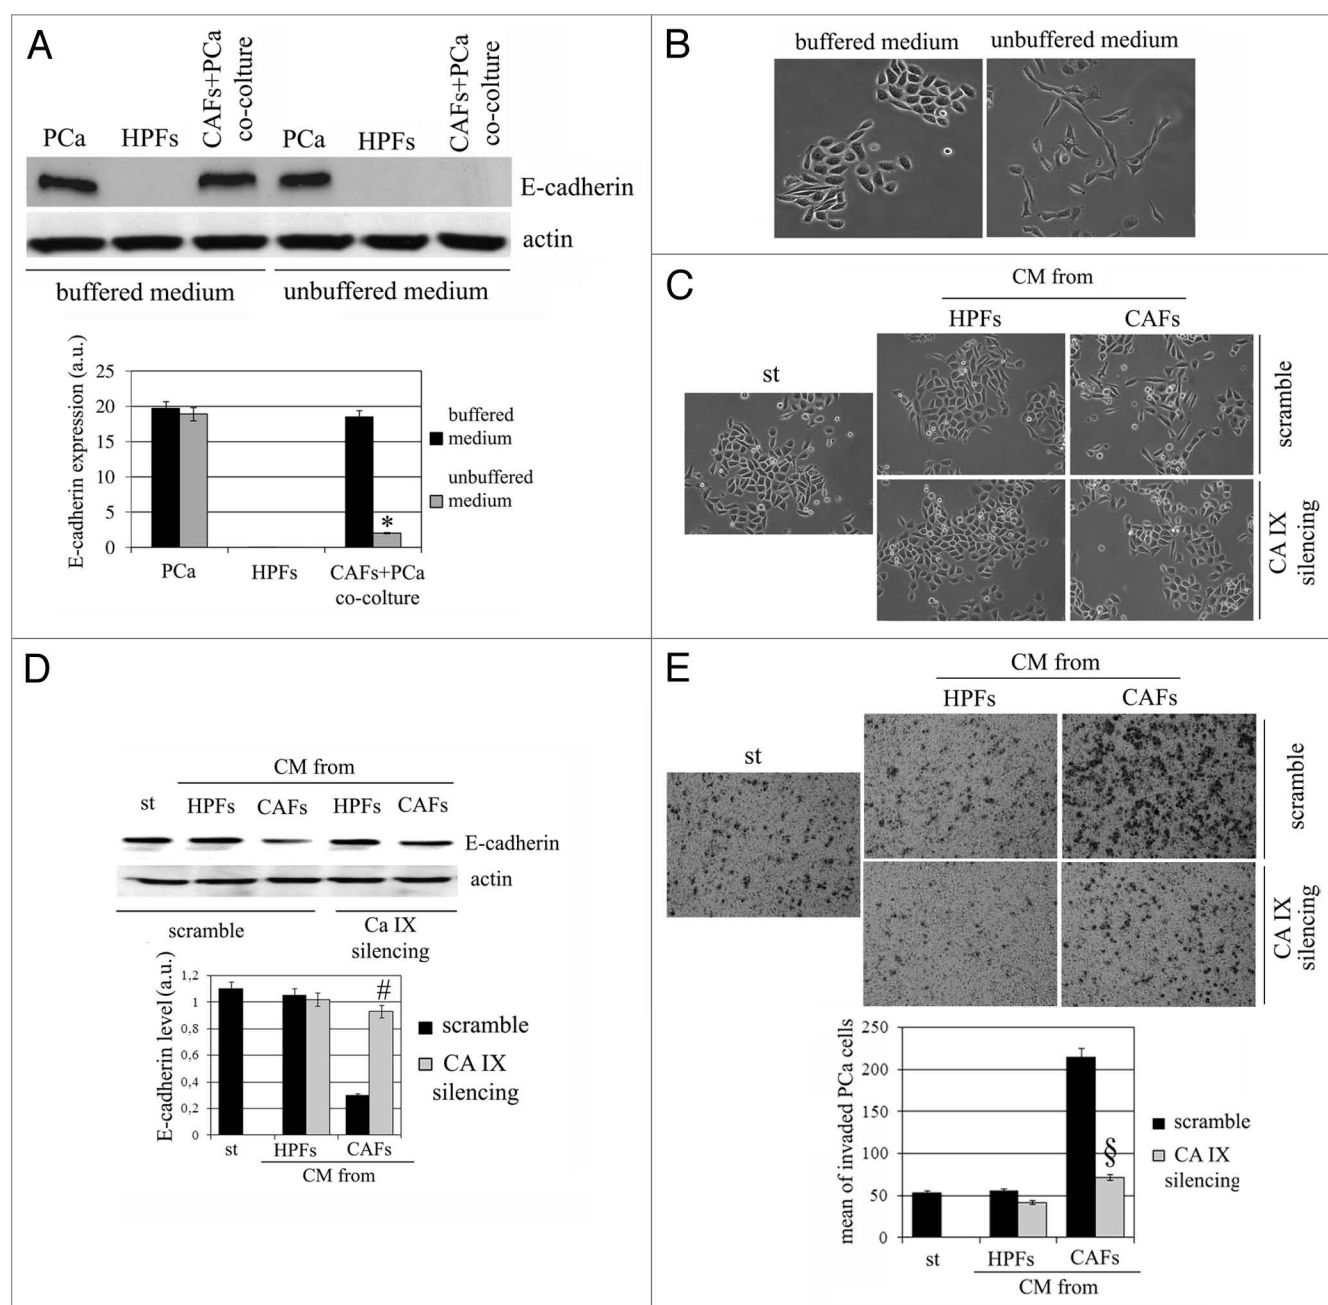 A
PCa
HPFs
CAFs+PCa
co-colture
PCa
HPFs
CAFs+PCa
co-colture
E-cadherin
actin
buffered medium
unbuffered medium
E-cadherin expression (a.u.)
25
20
15
10
5
0
*
PCa
HPFs
CAFs+PCa
co-colture
buffered
medium
unbuffered
medium
B
buffered medium
unbuffered medium
C
CM from
HPFs
CAFs
st
scramble
CA IX
silencing
D
CM from
st
HPFs
CAFs
HPFs
CAFs
E-cadherin
actin
scramble
Ca IX
silencing
E-cadherin level (a.u.)
1,2
1
0,8
0,6
0,4
0,2
0
#
st
HPFs
CAFs
CM from
scramble
CA IX
silencing
E
CM from
HPFs
CAFs
st
scramble
CA IX
silencing
mean of invaded PCa cells
250
200
150
100
50
0
§
st
HPFs
CAFs
CM from
scramble
CA IX
silencing